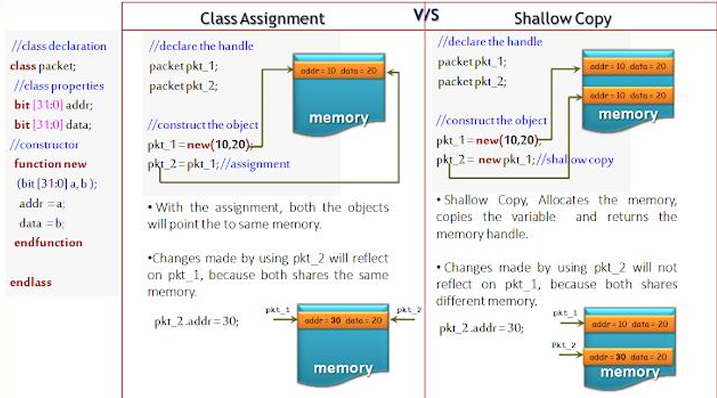 Class Assignment
V/S
Shallow Copy
//class declaration
class packet;
//class properties
bit [31:0] addr;
bit [31:0] data;
//constructor
function new
(bit [31:0] a, b );
addr = a;
data = b;
endfunction
endlass
//declare the handle
packet pkt_1;
packet pkt_2;
//construct the object
pkt_1 = new(10,20);
pkt_2 = pkt_1; //assignment
addr = 10 data = 20
memory
• With the assignment, both the objects
will point the to same memory.
•Changes made by using pkt_2 will reflect
on pkt_1, because both shares the same
memory.
pkt_2.addr = 30;
pkt_1
pkt_2
addr = 30 data = 20
memory
//declare the handle
packet pkt_1;
packet pkt_2;
//construct the object
pkt_1 = new(10,20);
pkt_2 = new pkt_1; //shallow copy
addr = 10 data = 20
addr = 10 data = 20
memory
• Shallow Copy, Allocates the memory,
copies the variable and returns the
memory handle.
• Changes made by using pkt_2 will not
reflect on pkt_1, because both shares
different memory.
pkt_2.addr = 30;
pkt_1
addr = 10 data = 20
Pkt_2
addr = 30 data = 20
memory